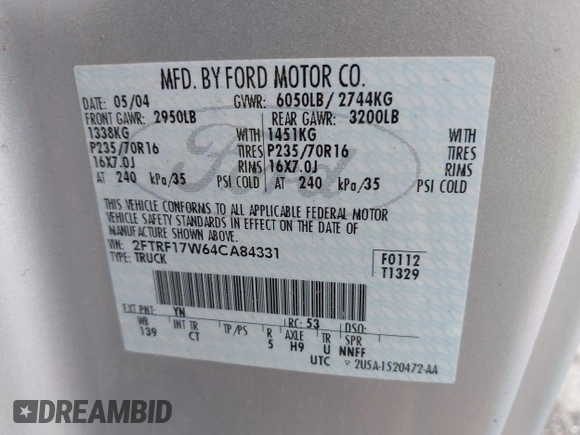 MFD. BY FORD MOTOR CO.
DATE: 05/04 GVWR: 6050LB/ 2744KG
FRONT GAWR: 2950LB REAR GAWR: 3200LB
1338KG WITH 1451KG WITH
P235/70R16 TIRES P235/70R16 TIRES
16X7.0J RIMS 16X7.0J RIMS
AT 240 kPa/35 PSI COLD AT 240 kPa/35 PSI COLD
THIS VEHICLE CONFORMS TO ALL APPLICABLE FEDERAL MOTOR
VEHICLE SAFETY STANDARDS IN EFFECT ON THE DATE OF
MANUFACTURE SHOWN ABOVE.
VIN: 2FTRF17W64CA84331
TYPE: TRUCK
F0112
T1329
EXT PNT: YN RC: 53 DSO:
WB INT TR TP/PS R AXLE TR SPR
139 CT 5 H9 U NNFF
UTC ▽ 2U5A-1520472-AA
Ford
DREAMBID